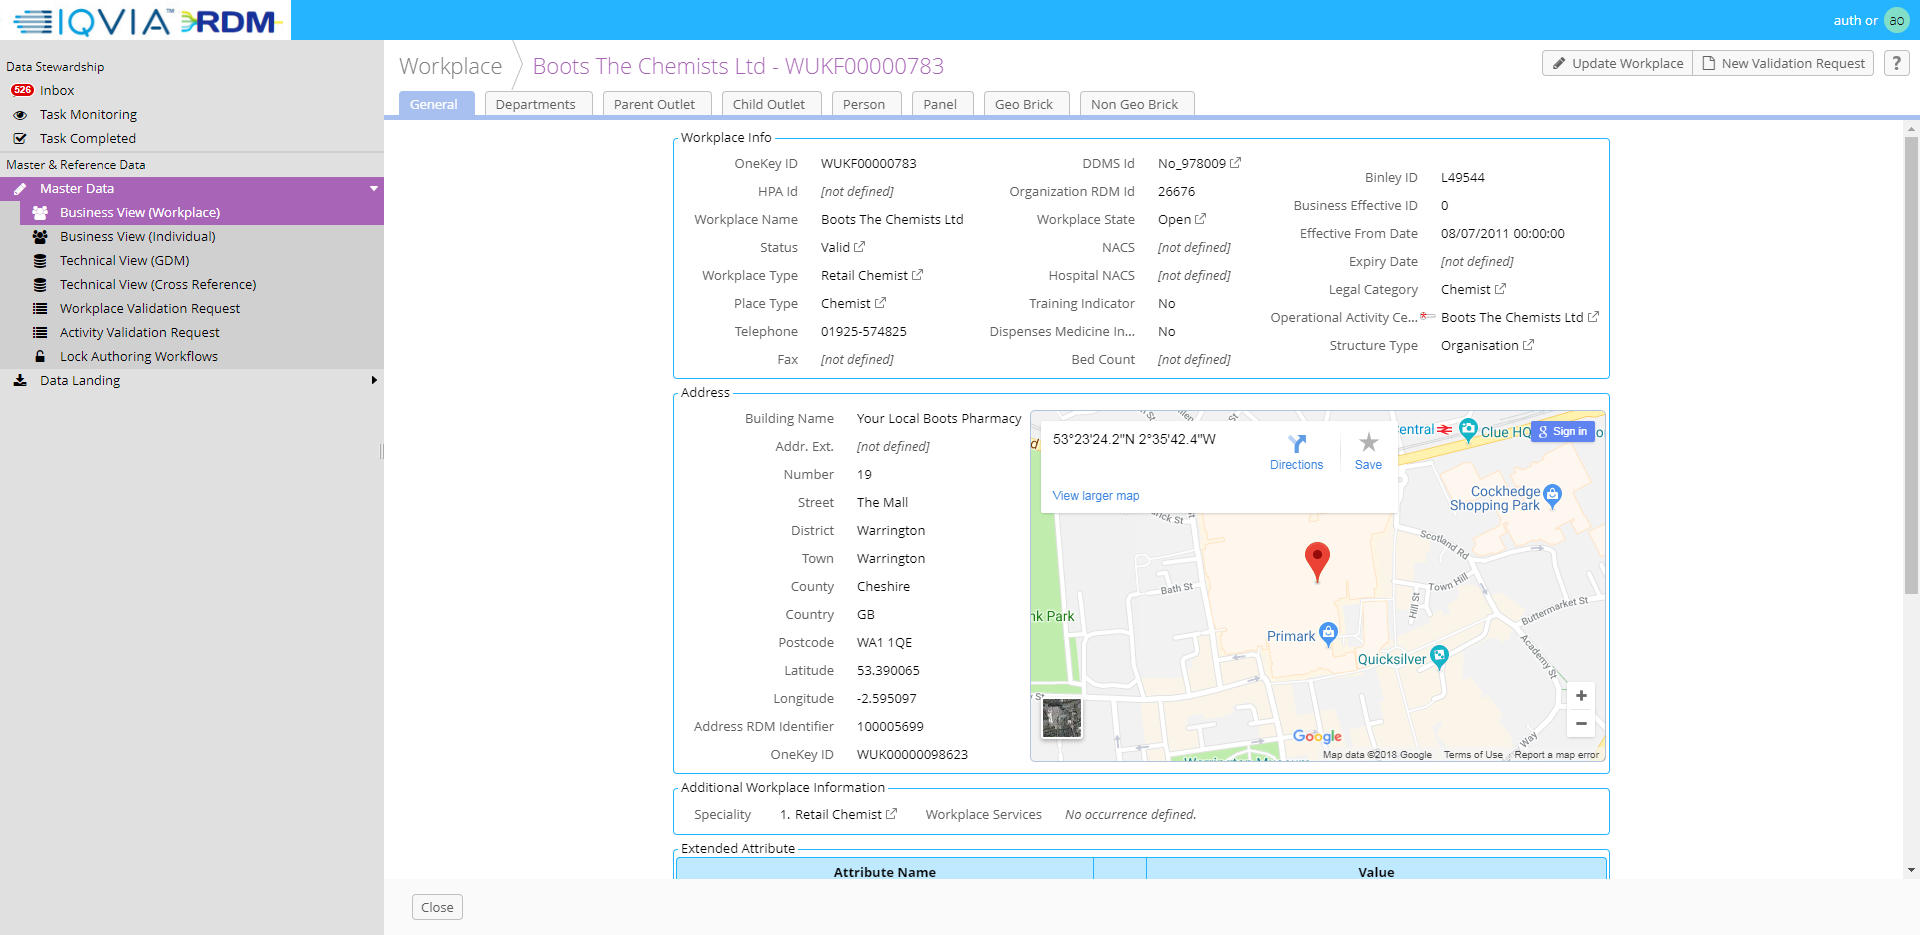 IQVIA™ RDM
auth or ao
Data Stewardship
526 Inbox
Task Monitoring
Task Completed
Master & Reference Data
Master Data
Business View (Workplace)
Business View (Individual)
Technical View (GDM)
Technical View (Cross Reference)
Workplace Validation Request
Activity Validation Request
Lock Authoring Workflows
Data Landing
Workplace Boots The Chemists Ltd - WUKF00000783
Update Workplace New Validation Request ?
General Departments Parent Outlet Child Outlet Person Panel Geo Brick Non Geo Brick
Workplace Info
OneKey ID WUKF00000783
HPA Id [not defined]
Workplace Name Boots The Chemists Ltd
Status Valid
Workplace Type Retail Chemist
Place Type Chemist
Telephone 01925-574825
Fax [not defined]
DDMS Id No_978009
Organization RDM Id 26676
Workplace State Open
NACS [not defined]
Hospital NACS [not defined]
Training Indicator No
Dispenses Medicine In... No
Bed Count [not defined]
Binley ID L49544
Business Effective ID 0
Effective From Date 08/07/2011 00:00:00
Expiry Date [not defined]
Legal Category Chemist
Operational Activity Ce... Boots The Chemists Ltd
Structure Type Organisation
Address
Building Name Your Local Boots Pharmacy
Addr. Ext. [not defined]
Number 19
Street The Mall
District Warrington
Town Warrington
County Cheshire
Country GB
Postcode WA1 1QE
Latitude 53.390065
Longitude -2.595097
Address RDM Identifier 100005699
OneKey ID WUK00000098623
53°23'24.2"N 2°35'42.4"W
Directions
Save
View larger map
entral
Clue HQ
Sign in
Cockhedge
Shopping Park
Scotland Rd
Town Hill
Bath St
Hill St
Buttermarket St
Academy St
nk Park
Primark
Quicksilver
Way
+
−
Google
Map data ©2018 Google Terms of Use Report a map error
Additional Workplace Information
Speciality 1. Retail Chemist Workplace Services No occurrence defined.
Extended Attribute
Attribute Name Value
Close